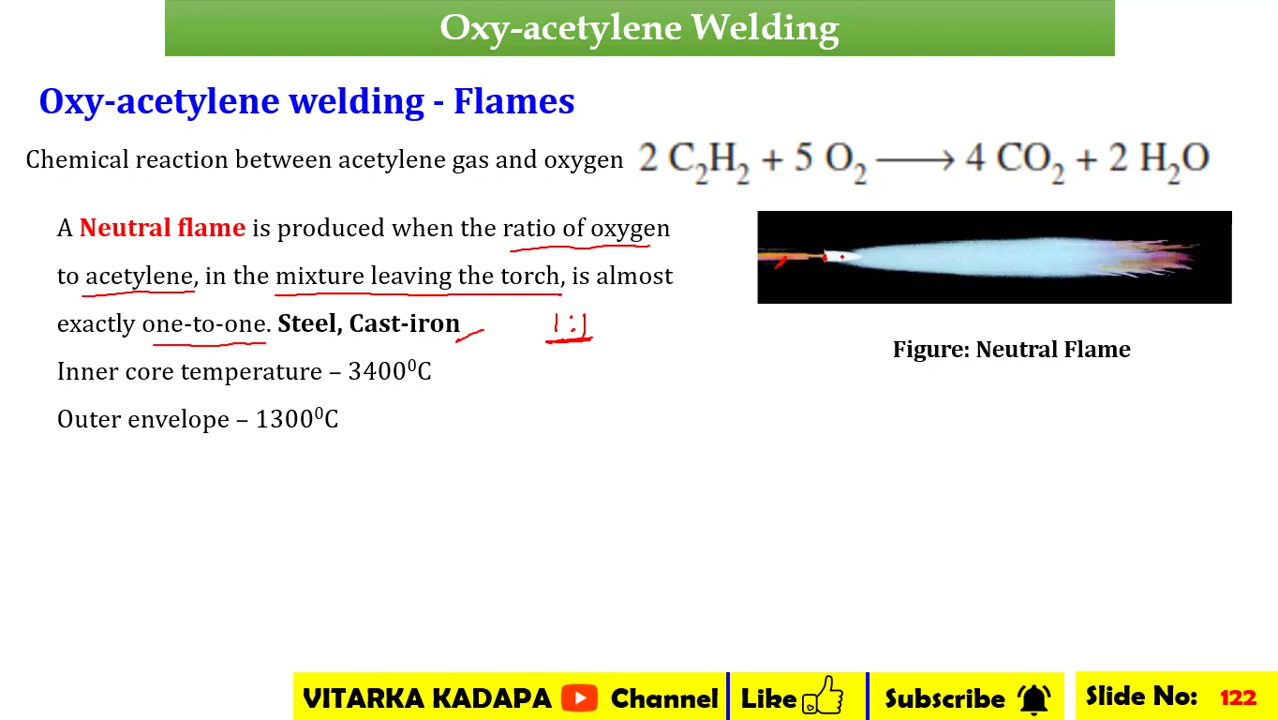 Oxy-acetylene Welding
Oxy-acetylene welding - Flames
Chemical reaction between acetylene gas and oxygen 2 C₂H₂ + 5 O₂ ⟶ 4 CO₂ + 2 H₂O
A Neutral flame is produced when the ratio of oxygen
to acetylene, in the mixture leaving the torch, is almost
exactly one-to-one. Steel, Cast-iron 1:1
Inner core temperature – 3400⁰C
Outer envelope – 1300⁰C
Figure: Neutral Flame
VITARKA KADAPA Channel Like Subscribe Slide No: 122